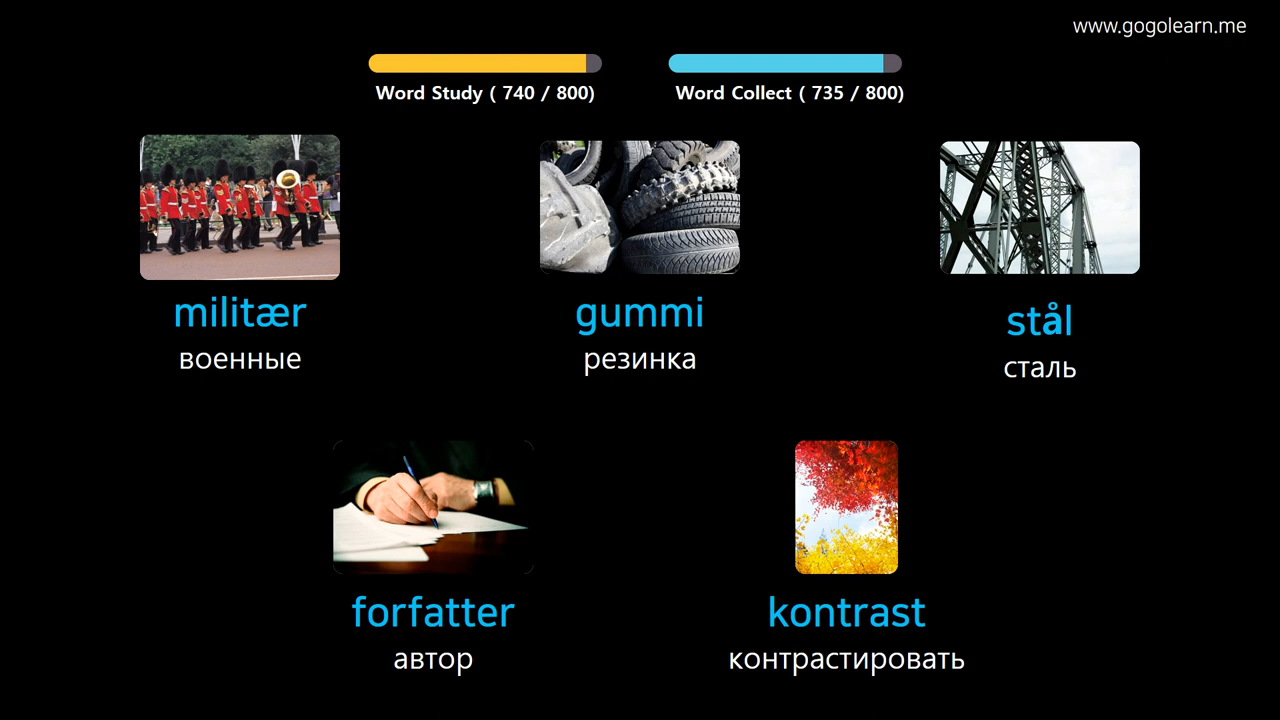 www.gogolearn.me
Word Study ( 740 / 800)
Word Collect ( 735 / 800)
militær
военные
gummi
резинка
stål
сталь
forfatter
автор
kontrast
контрастировать